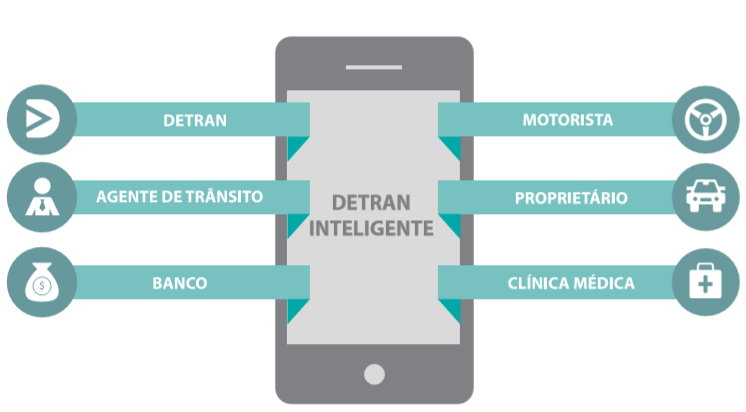 DETRAN
AGENTE DE TRÂNSITO
BANCO
DETRAN
INTELIGENTE
MOTORISTA
PROPRIETÁRIO
CLÍNICA MÉDICA
$